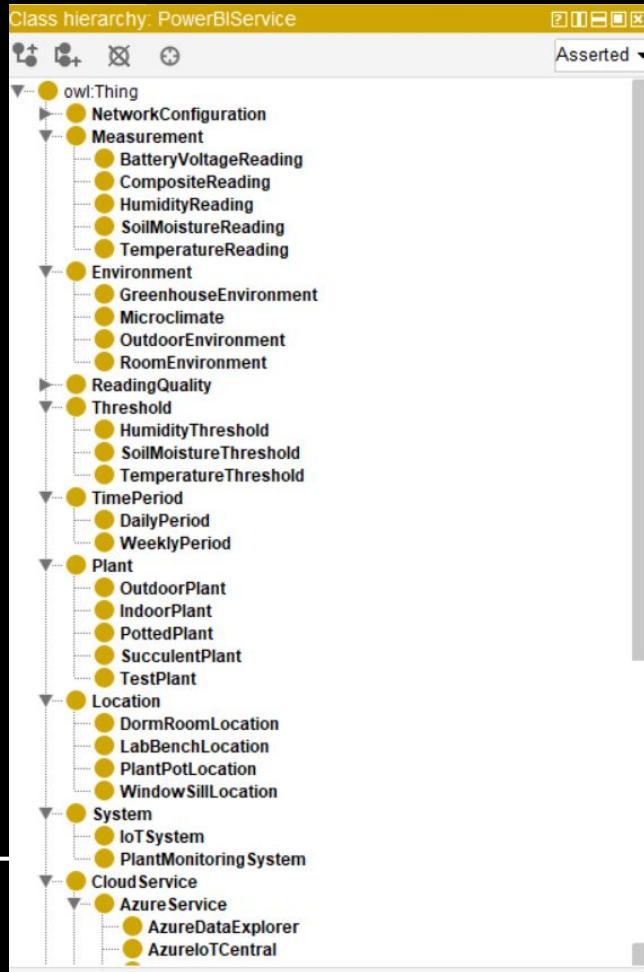 Class hierarchy: PowerBIService
Asserted
owl:Thing
NetworkConfiguration
Measurement
BatteryVoltageReading
CompositeReading
HumidityReading
SoilMoistureReading
TemperatureReading
Environment
GreenhouseEnvironment
Microclimate
OutdoorEnvironment
RoomEnvironment
ReadingQuality
Threshold
HumidityThreshold
SoilMoistureThreshold
TemperatureThreshold
TimePeriod
DailyPeriod
WeeklyPeriod
Plant
OutdoorPlant
IndoorPlant
PottedPlant
SucculentPlant
TestPlant
Location
DormRoomLocation
LabBenchLocation
PlantPotLocation
WindowSillLocation
System
IoTSystem
PlantMonitoringSystem
CloudService
AzureService
AzureDataExplorer
AzureIoTCentral